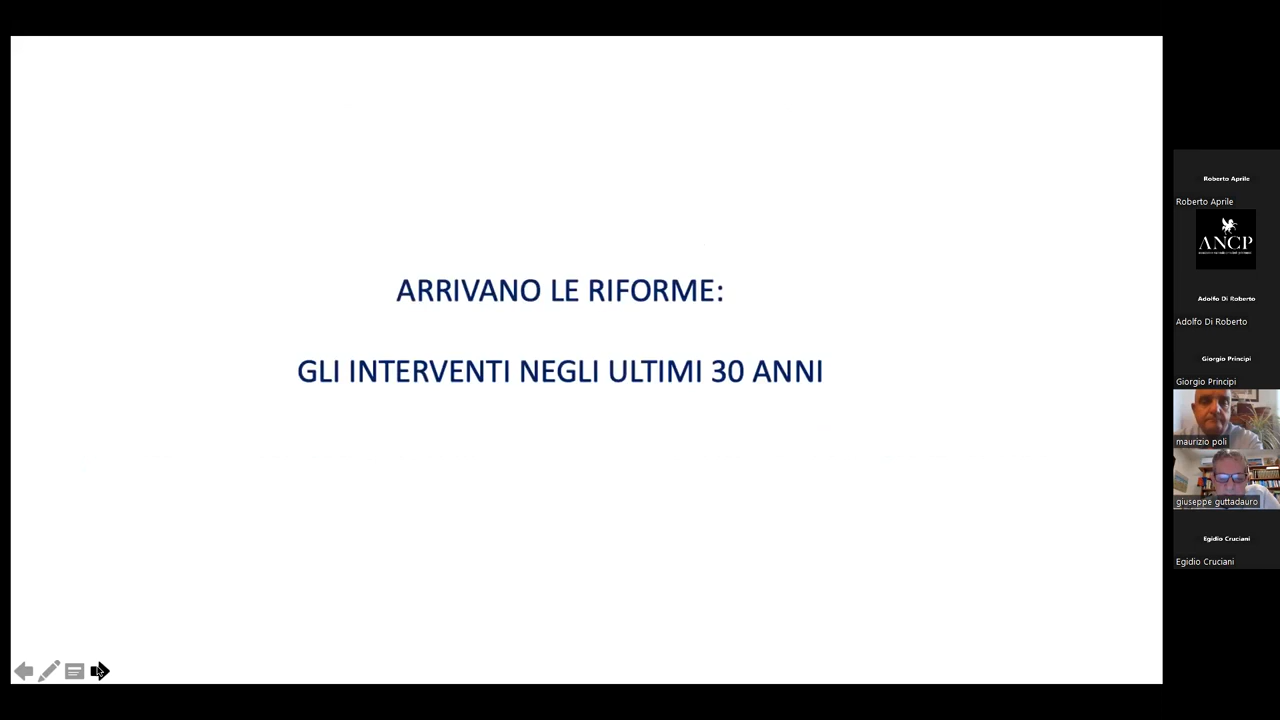 ARRIVANO LE RIFORME:
GLI INTERVENTI NEGLI ULTIMI 30 ANNI
Roberto Aprile
Roberto Aprile
ANCP
Adolfo Di Roberto
Adolfo Di Roberto
Giorgio Principi
Giorgio Principi
maurizio poli
giuseppe guttadauro
Egidio Cruciani
Egidio Cruciani